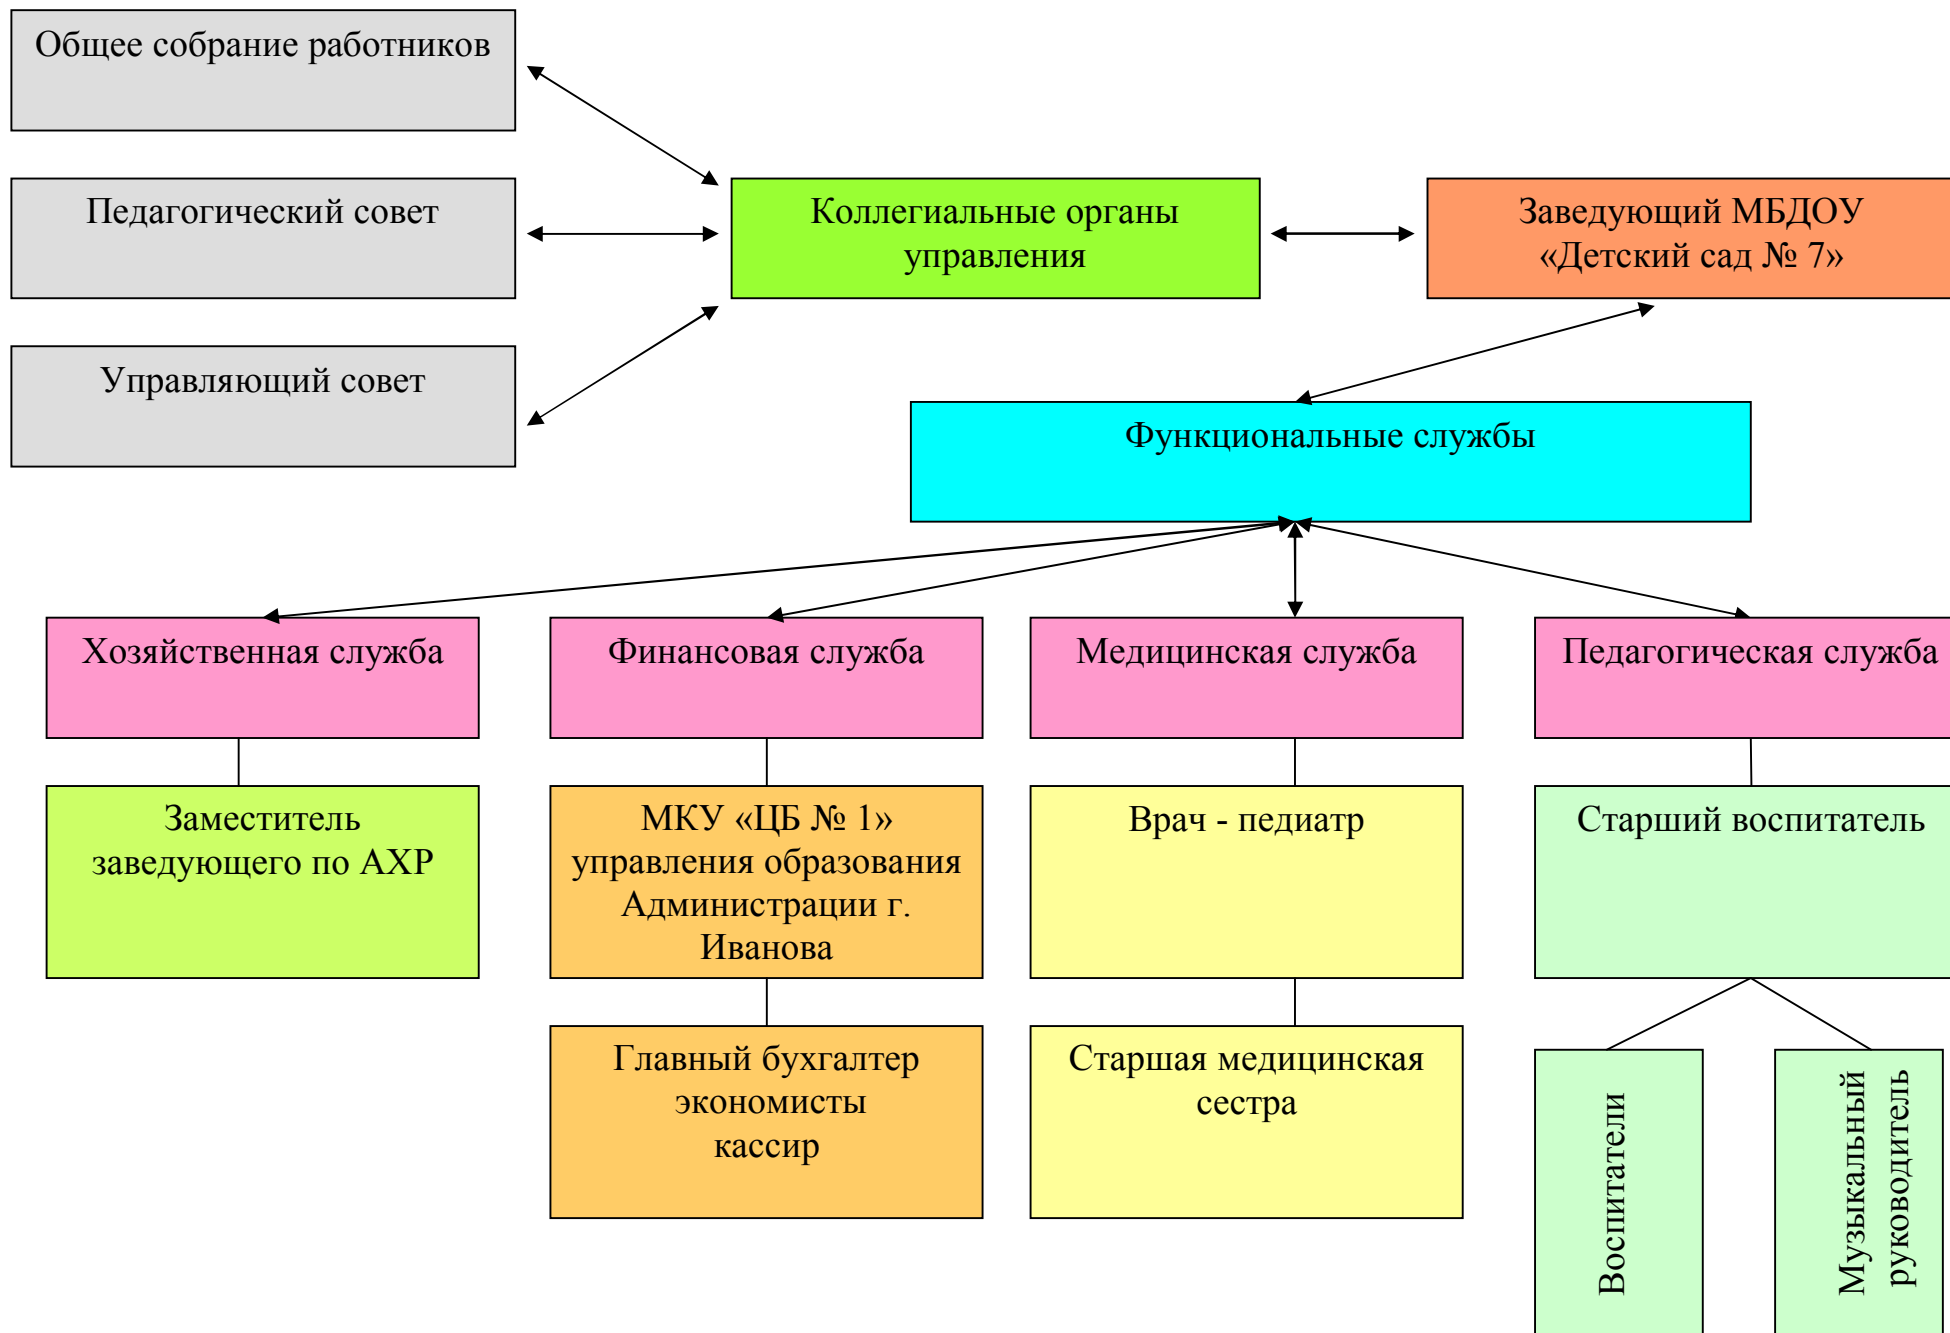 Общее собрание работников
Педагогический совет
Коллегиальные органы
управления
Заведующий МБДОУ
«Детский сад № 7»
Управляющий совет
Функциональные службы
Хозяйственная служба
Финансовая служба
Медицинская служба
Педагогическая служба
Заместитель
заведующего по АХР
МКУ «ЦБ № 1»
управления образования
Администрации г.
Иванова
Врач - педиатр
Старший воспитатель
Главный бухгалтер
экономисты
кассир
Старшая медицинская
сестра
Воспитатели
Музыкальный
руководитель